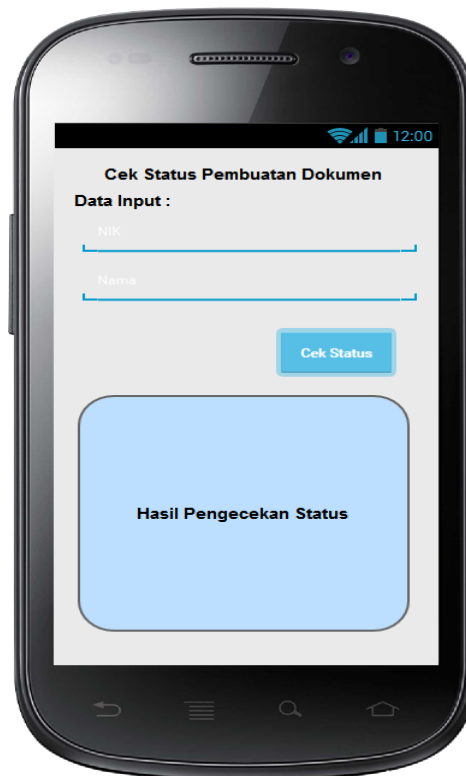 12:00
Cek Status Pembuatan Dokumen
Data Input :
NIK
Nama
Cek Status
Hasil Pengecekan Status